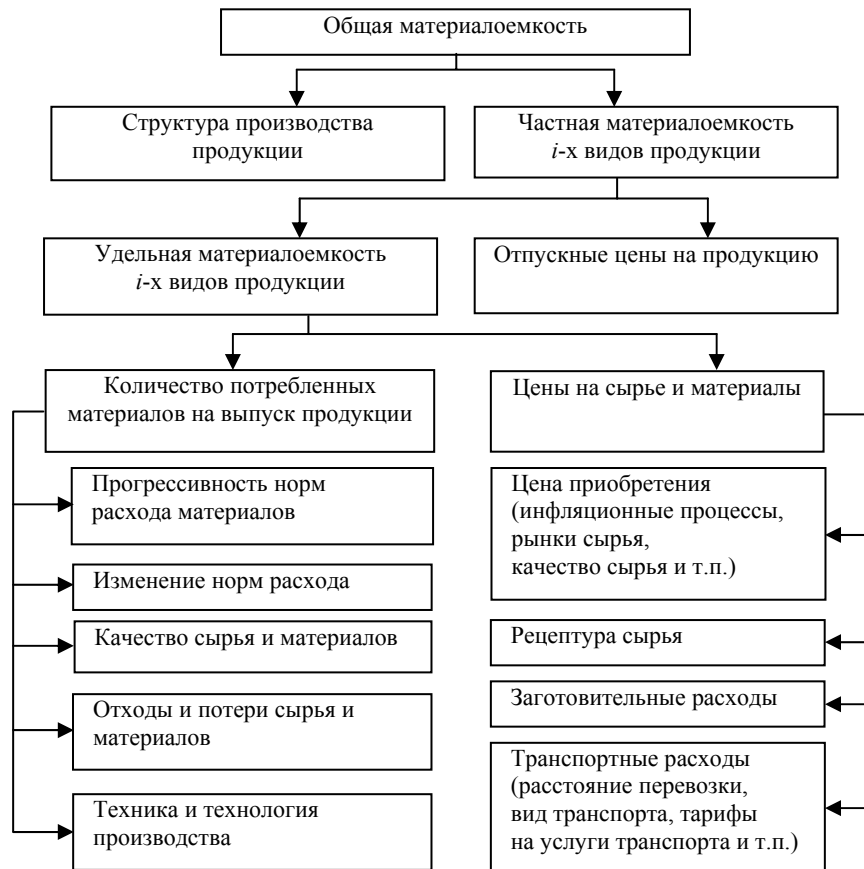 Общая материалоемкость
Структура производства
продукции
Частная материалоемкость
i-х видов продукции
Удельная материалоемкость
i-х видов продукции
Отпускные цены на продукцию
Количество потребленных
материалов на выпуск продукции
Цены на сырье и материалы
Прогрессивность норм
расхода материалов
Изменение норм расхода
Качество сырья и материалов
Отходы и потери сырья и
материалов
Техника и технология
производства
Цена приобретения
(инфляционные процессы,
рынки сырья,
качество сырья и т.п.)
Рецептура сырья
Заготовительные расходы
Транспортные расходы
(расстояние перевозки,
вид транспорта, тарифы
на услуги транспорта и т.п.)